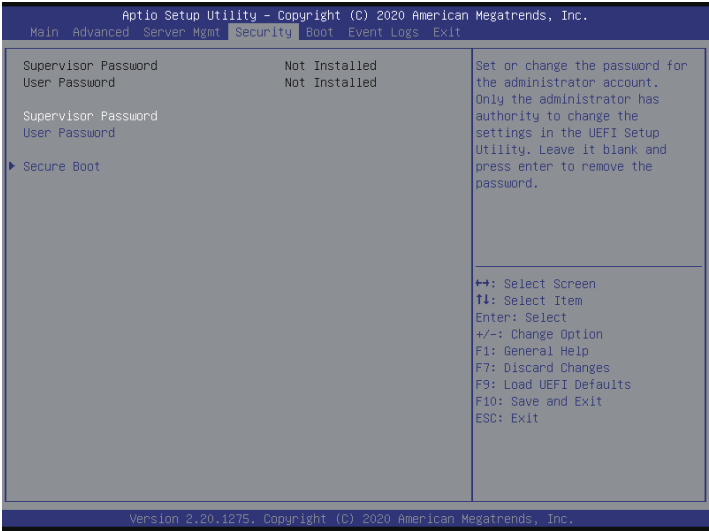 Aptio Setup Utility – Copyright (C) 2020 American Megatrends, Inc.
Main Advanced Server Mgmt Security Boot Event Logs Exit
Supervisor Password Not Installed
User Password Not Installed
Supervisor Password
User Password
Secure Boot
Set or change the password for
the administrator account.
Only the administrator has
authority to change the
settings in the UEFI Setup
Utility. Leave it blank and
press enter to remove the
password.
↔: Select Screen
↑↓: Select Item
Enter: Select
+/-: Change Option
F1: General Help
F7: Discard Changes
F9: Load UEFI Defaults
F10: Save and Exit
ESC: Exit
Version 2.20.1275. Copyright (C) 2020 American Megatrends, Inc.